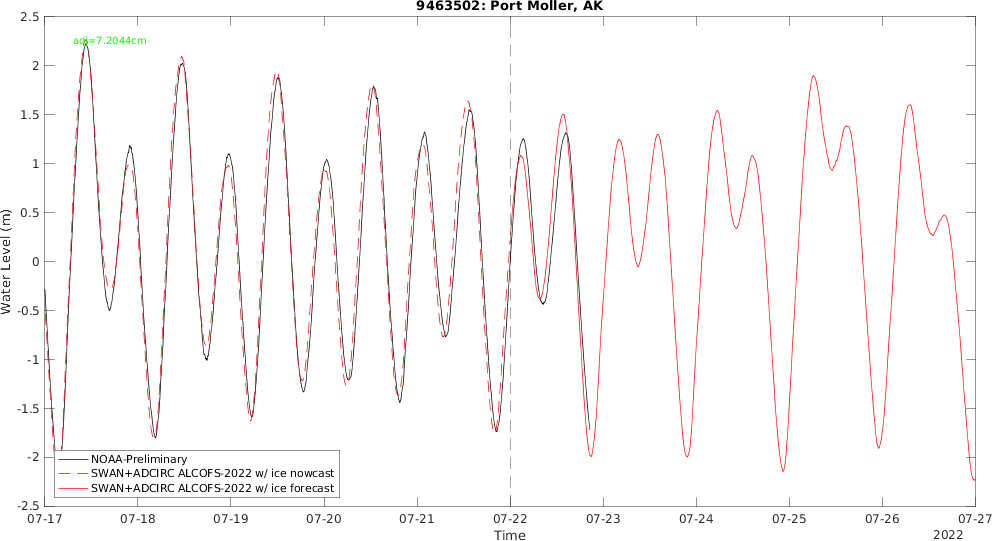 9463502: Port Moller, AK
2.5
2
1.5
1
0.5
0
-0.5
-1
-1.5
-2
-2.5
Water Level (m)
adj=7.2044cm
NOAA-Preliminary
SWAN+ADCIRC ALCOFS-2022 w/ ice nowcast
SWAN+ADCIRC ALCOFS-2022 w/ ice forecast
07-17 07-18 07-19 07-20 07-21 07-22 07-23 07-24 07-25 07-26 07-27
Time
2022